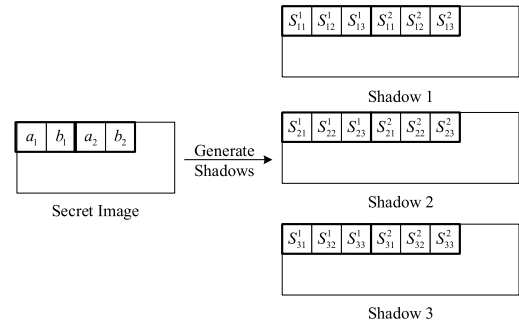 S¹₁₁ S¹₁₂ S¹₁₃ S²₁₁ S²₁₂ S²₁₃
Shadow 1
a₁ b₁ a₂ b₂
Secret Image
Generate
Shadows
S¹₂₁ S¹₂₂ S¹₂₃ S²₂₁ S²₂₂ S²₂₃
Shadow 2
S¹₃₁ S¹₃₂ S¹₃₃ S²₃₁ S²₃₂ S²₃₃
Shadow 3